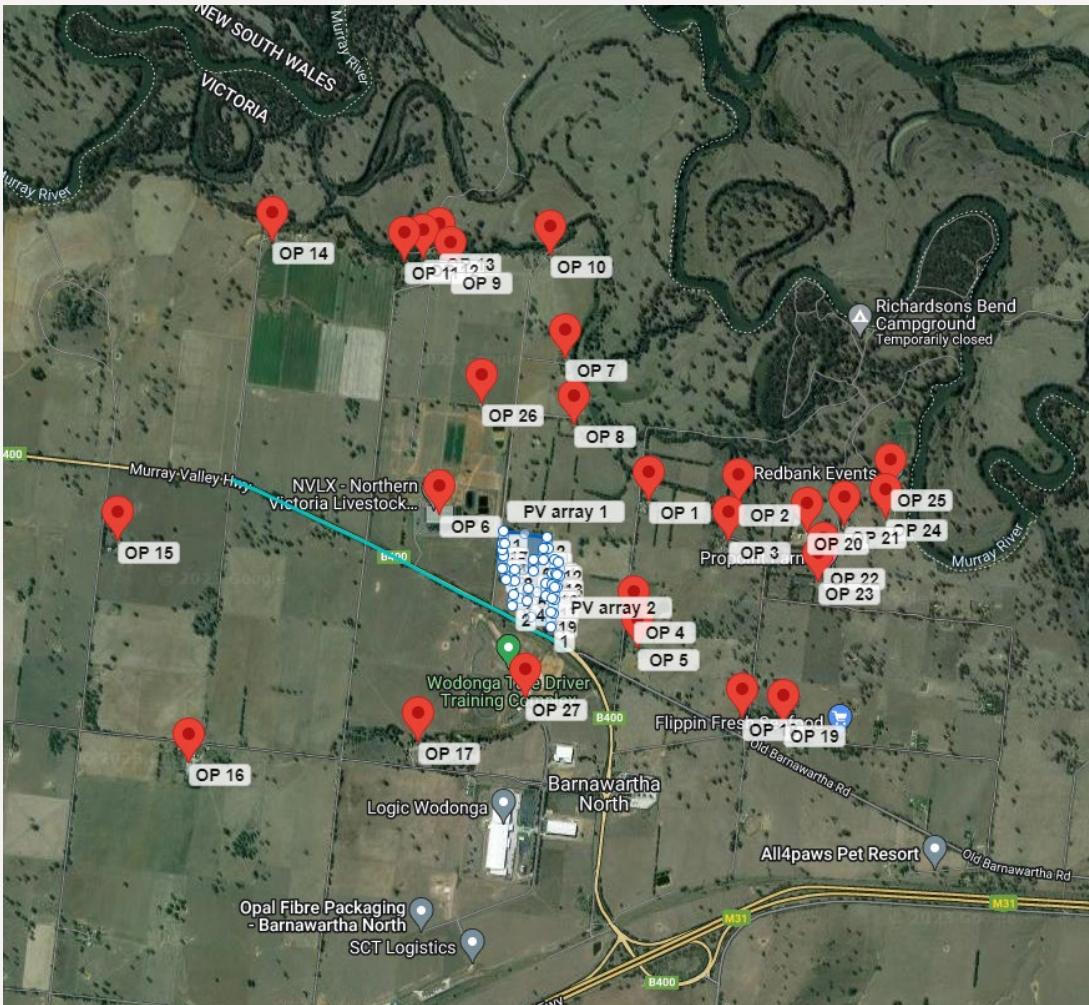 NEW SOUTH WALES
VICTORIA
Murray River
Murray River
OP 14
OP 11
OP 9
OP 10
Richardsons Bend
Campground
Temporarily closed
OP 7
OP 26
OP 8
400
Murray Valley Hwy
NVLX - Northern
Victoria Livestock...
OP 6
PV array 1
Redbank Events
OP 25
OP 1
OP 2
OP 24
OP 15
B400
OP 3
OP 20
OP 21
Murray River
OP 22
OP 23
PV array 2
19
1
OP 4
OP 5
Training
OP 27
B400
Flippin Fresh Seafood
OP 19
OP 17
Old Barnawartha Rd
OP 16
Barnawartha
North
Logic Wodonga
All4paws Pet Resort
Old Barnawartha Rd
Opal Fibre Packaging
- Barnawartha North
SCT Logistics
M31
M31
B400